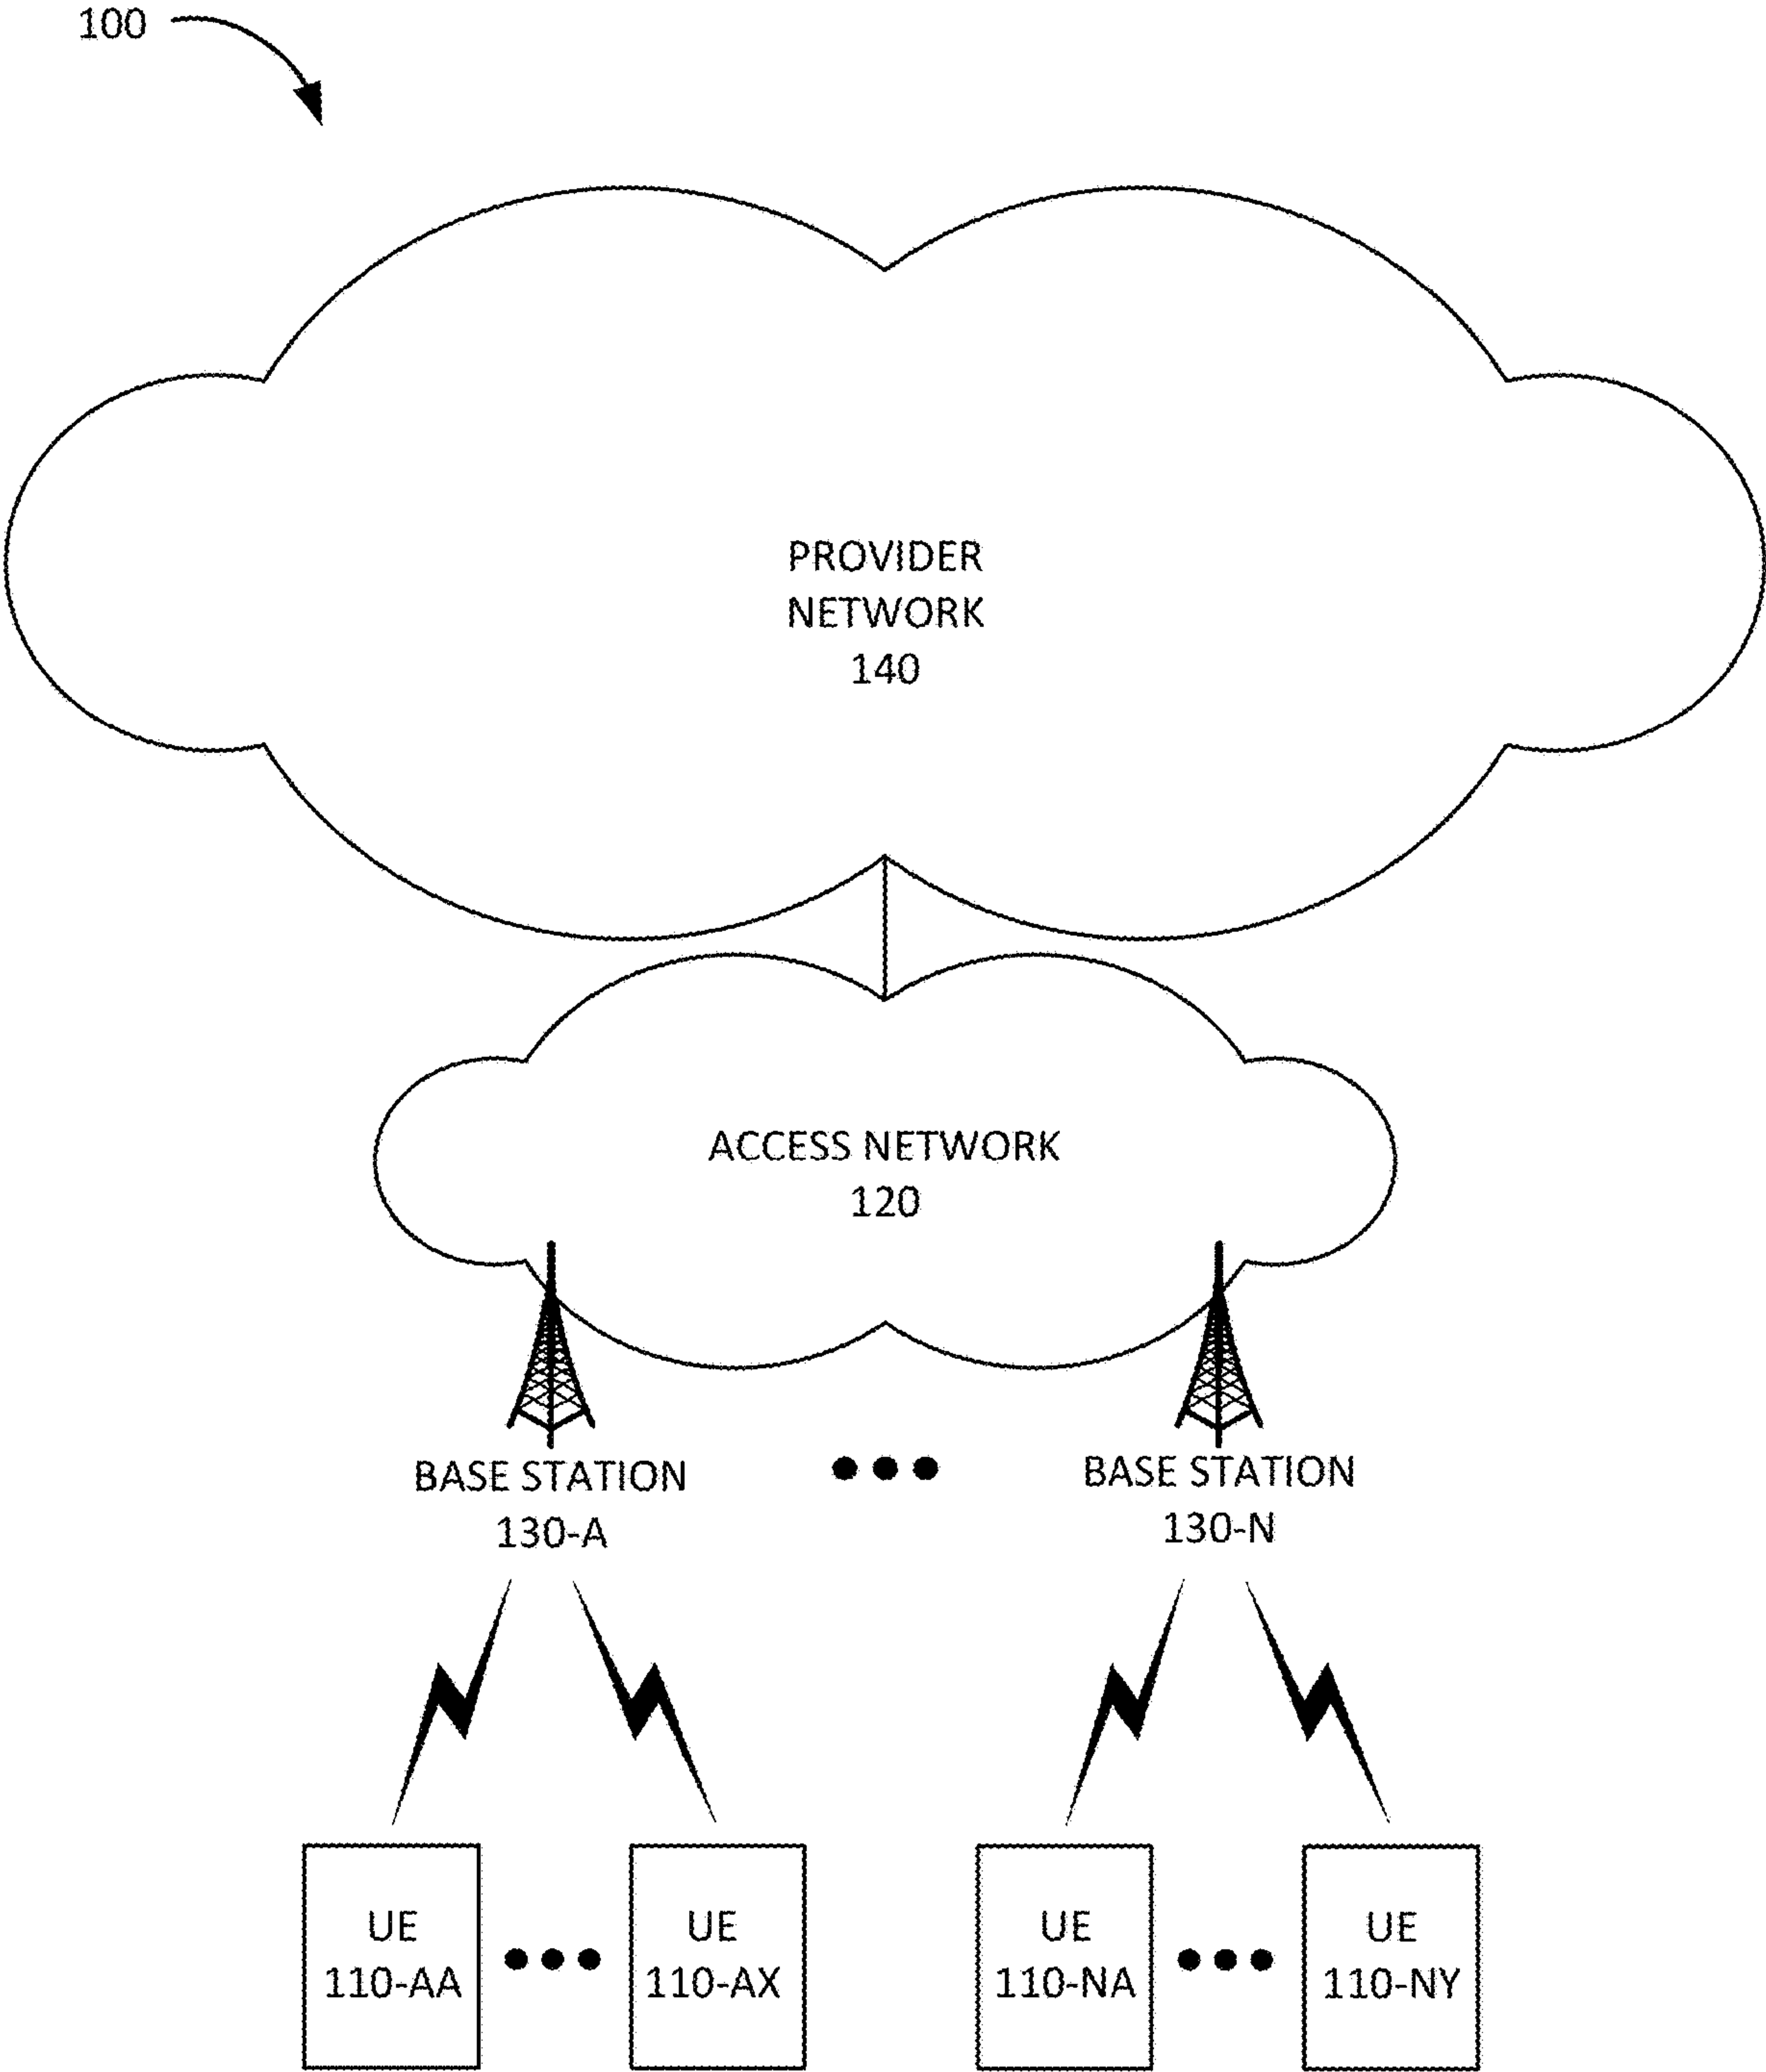 100
PROVIDER
NETWORK
140
ACCESS NETWORK
120
BASE STATION
130-A
BASE STATION
130-N
UE
110-AA
UE
110-AX
UE
110-NA
UE
110-NY